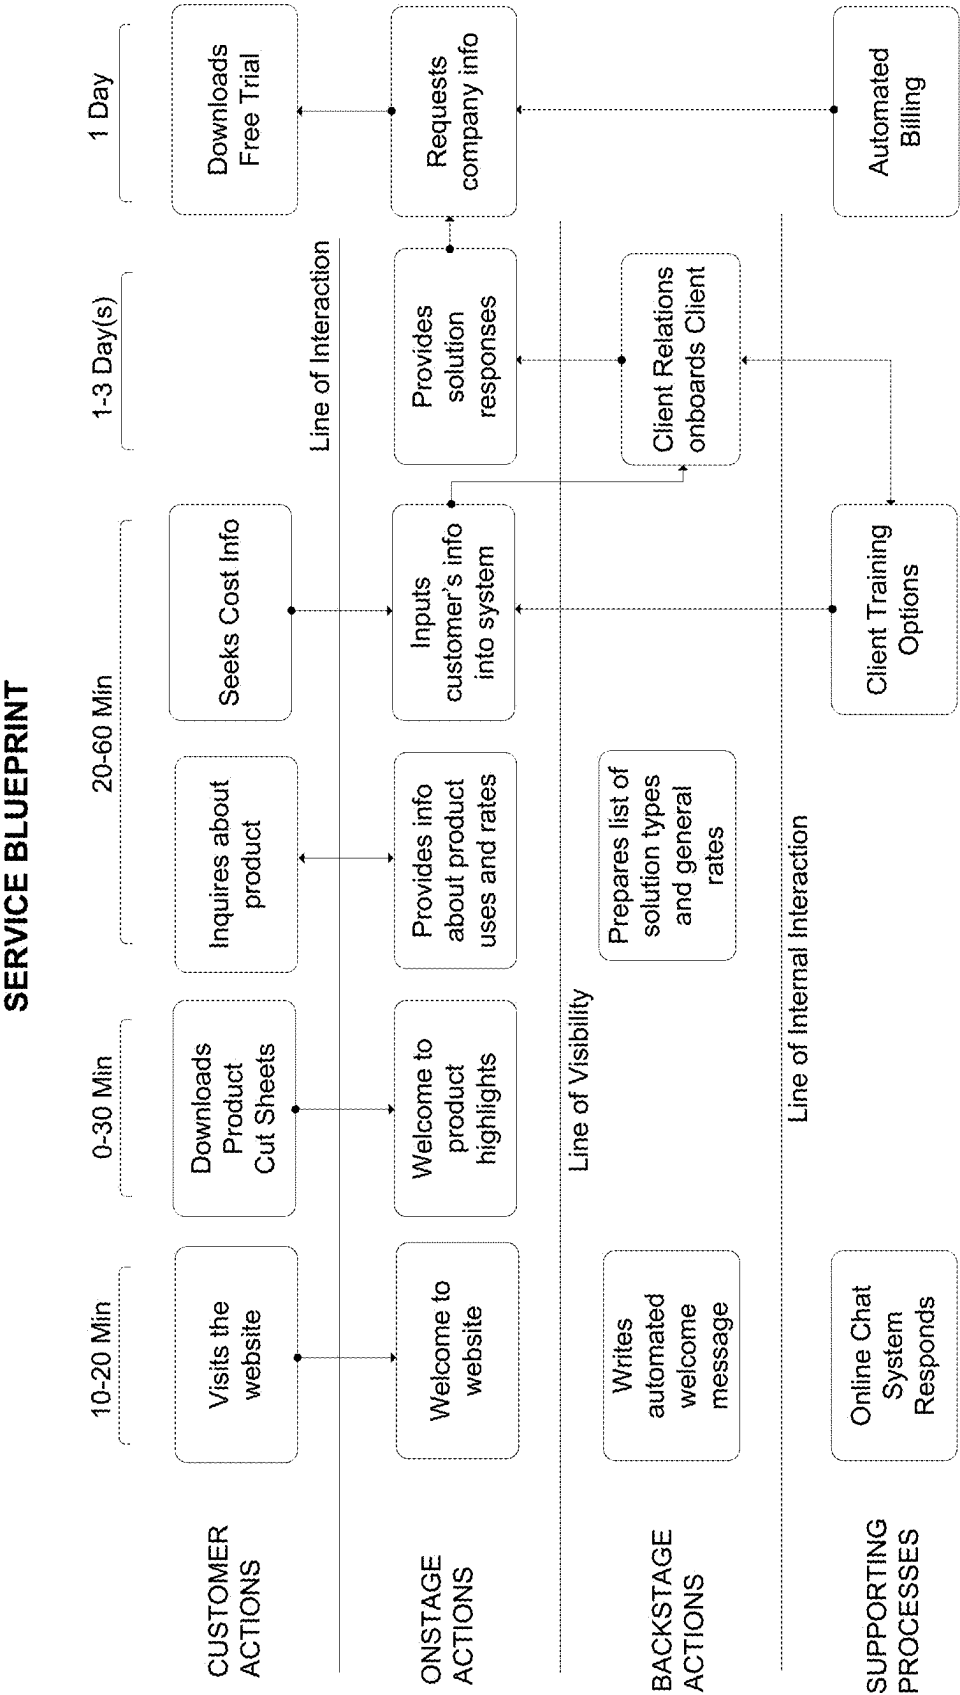 SERVICE BLUEPRINT
10-20 Min
0-30 Min
20-60 Min
1-3 Day(s)
1 Day
CUSTOMER
ACTIONS
Visits the
website
Downloads
Product
Cut Sheets
Inquires about
product
Seeks Cost Info
Downloads
Free Trial
Line of Interaction
ONSTAGE
ACTIONS
Welcome to
website
Welcome to
product
highlights
Provides info
about product
uses and rates
Inputs
customer's info
into system
Provides
solution
responses
Requests
company info
Line of Visibility
BACKSTAGE
ACTIONS
Writes
automated
welcome
message
Prepares list of
solution types
and general
rates
Client Relations
onboards Client
Line of Internal Interaction
SUPPORTING
PROCESSES
Online Chat
System
Responds
Client Training
Options
Automated
Billing